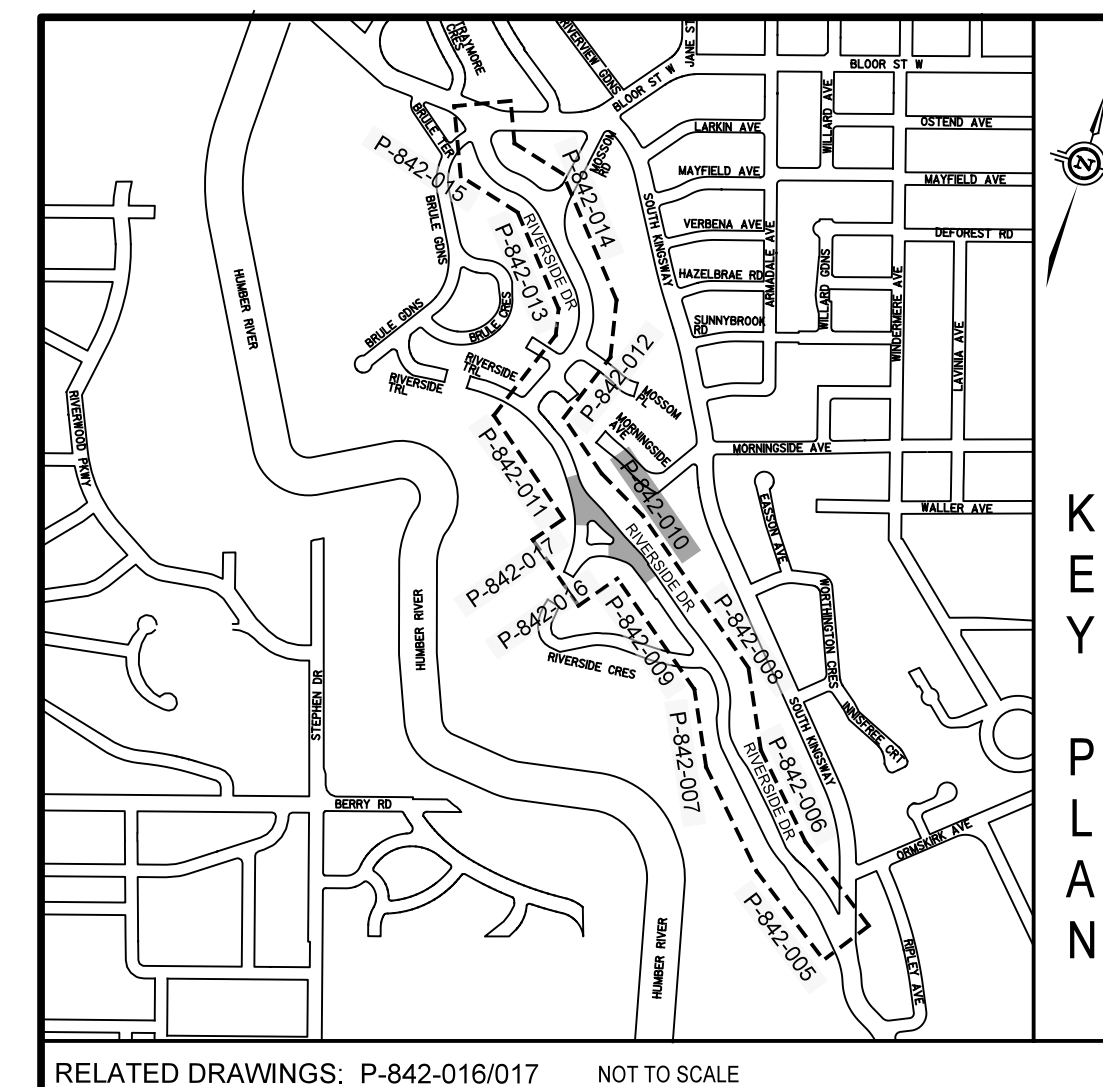 TRAYMORE
CRES
RIVERVIEW GDNS
JANE ST
BLOOR ST W
BLOOR ST W
WILLARD AVE
LARKIN AVE
OSTEND AVE
BRULE TER
P-842-015
MOSSOM
RD
P-842-014
MAYFIELD AVE
MAYFIELD AVE
N
BRULE GDNS
RIVERSIDE DR
P-842-013
SOUTH KINGSWAY
VERBENA AVE
ARMADALE AVE
DEFOREST RD
HUMBER RIVER
HAZELBRAE RD
WILLARD GDNS
WINDERMERE AVE
LAVINIA AVE
BRULE GDNS
BRULE CRES
SUNNYBROOK
RD
P-842-012
RIVERSIDE
TRL
RIVERSIDE
TRL
MOSSOM
PL
RIVERWOOD PKWY
MORNINGSIDE
AVE
MORNINGSIDE AVE
P-842-011
P-842-010
EASSON AVE
WALLER AVE
RIVERSIDE DR
P-842-017
P-842-016
P-842-009
P-842-008
WORTHINGTON CRES
HUMBER RIVER
RIVERSIDE CRES
STEPHEN DR
P-842-007
SOUTH KINGSWAY
INNISFREE CRT
RIVERSIDE DR
P-842-006
BERRY RD
ORMSKIRK AVE
P-842-005
HUMBER RIVER
RIPLEY AVE
KEY PLAN
RELATED DRAWINGS: P-842-016/017 NOT TO SCALE